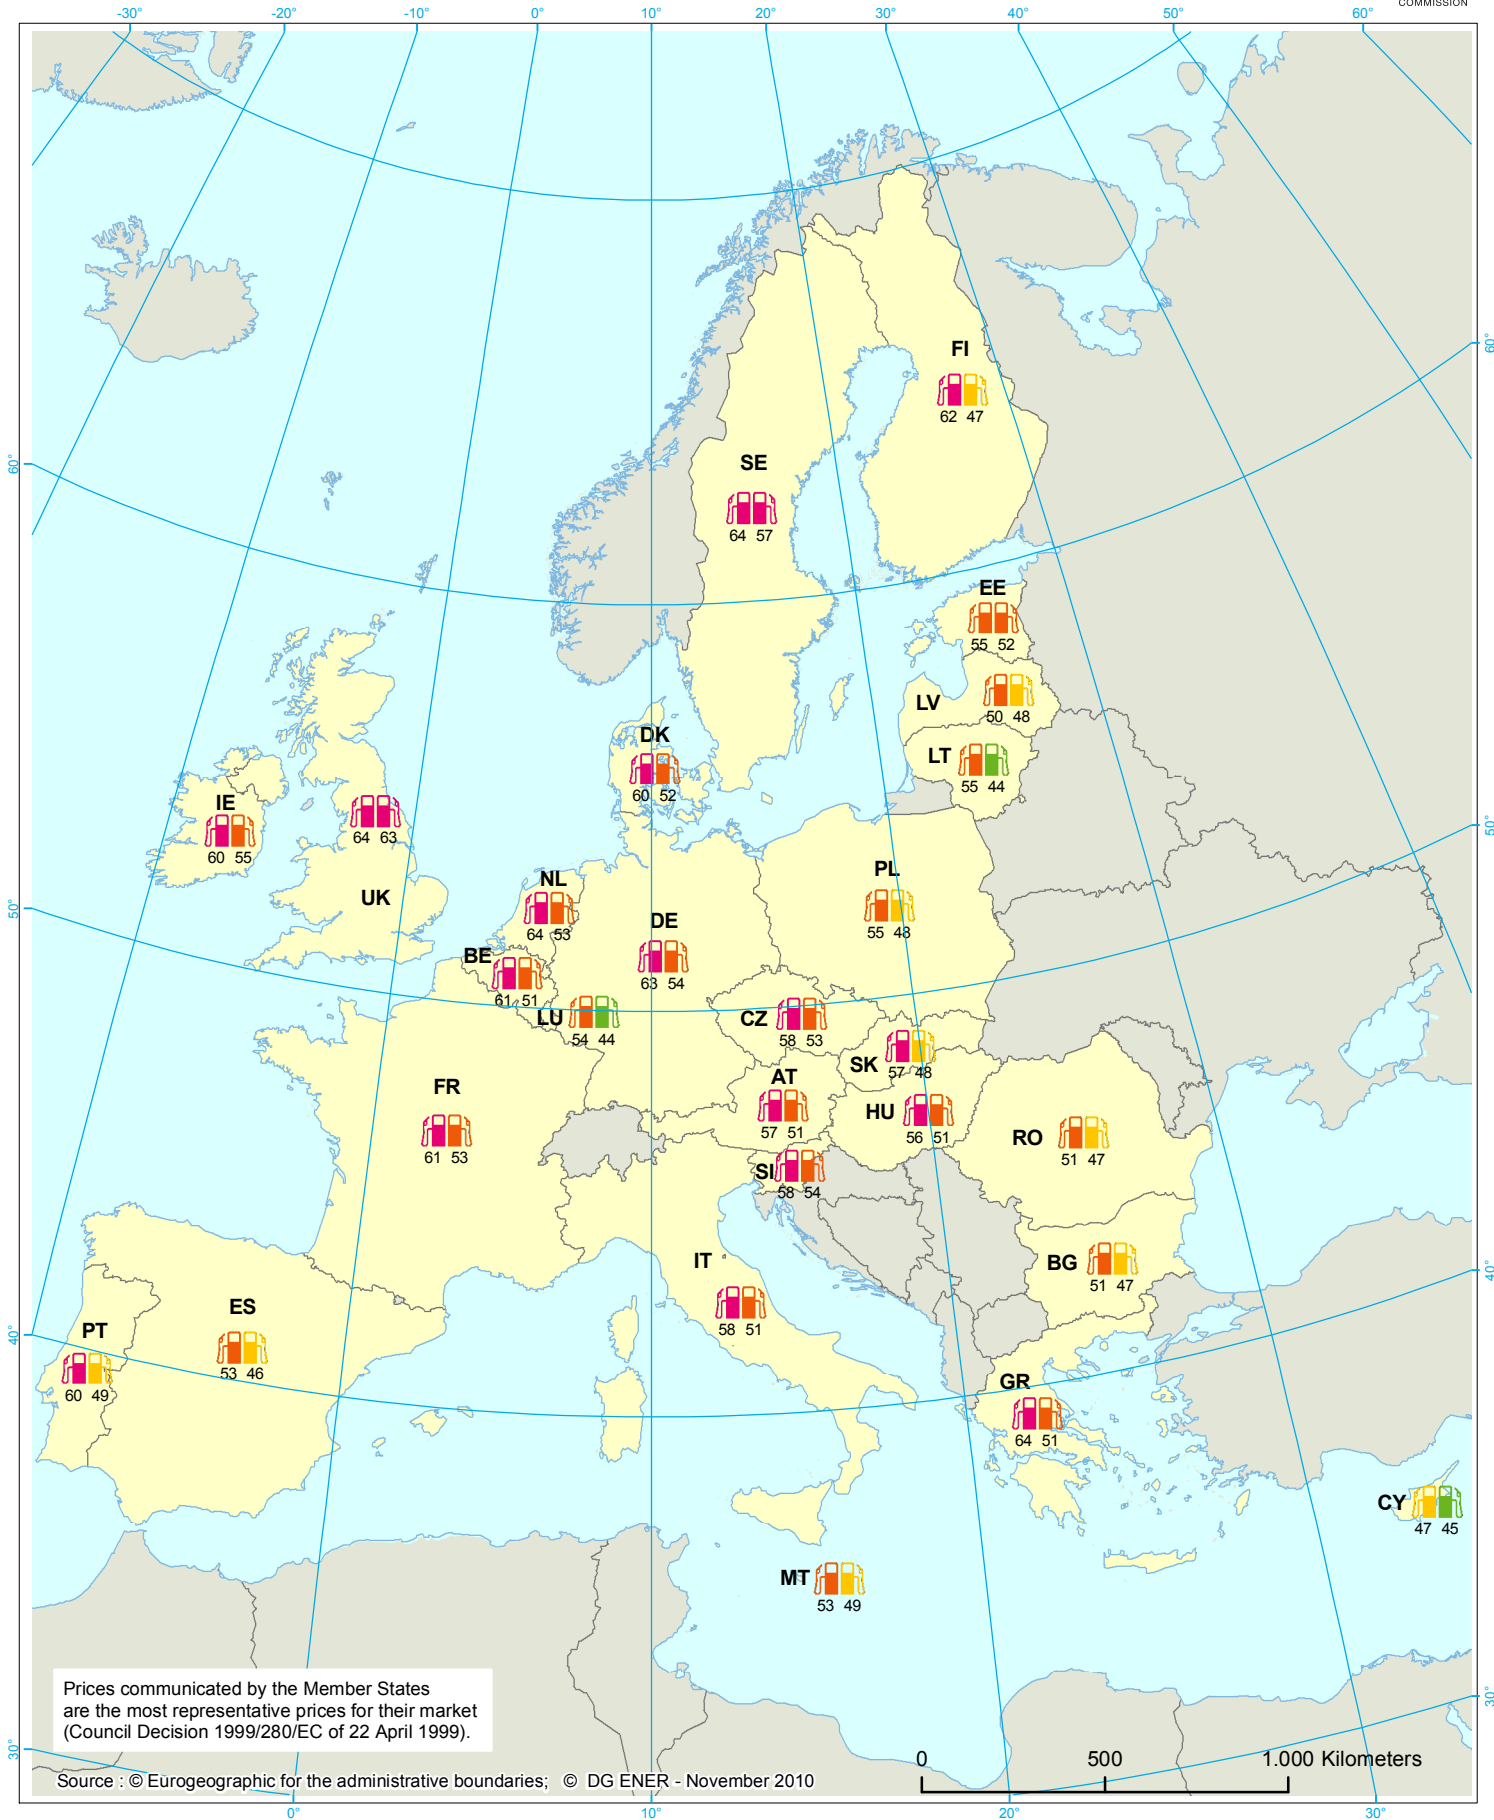 COMMISSION
-30° -20° -10° 0° 10° 20° 30° 40° 50° 60°
FI
62 47
60° 60°
SE
64 57
EE
55 52
LV
50 48
DK
60 52
LT
55 44
IE
60 55
64 63
UK
50° 50°
PL
55 48
NL
64 53
DE
63 54
BE
61 51
LU
54 44
CZ
58 53
SK
57 48
AT
57 51
HU
56 51
FR
61 53
RO
51 47
SI
58 54
IT
58 51
BG
51 47
40° 40°
ES
53 46
PT
60 49
GR
64 51
CY
47 45
MT
53 49
30° 30°
Prices communicated by the Member States
are the most representative prices for their market
(Council Decision 1999/280/EC of 22 April 1999).
0 500 1.000 Kilometers
Source : © Eurogeographic for the administrative boundaries; © DG ENER - November 2010
0° 10° 20° 30°